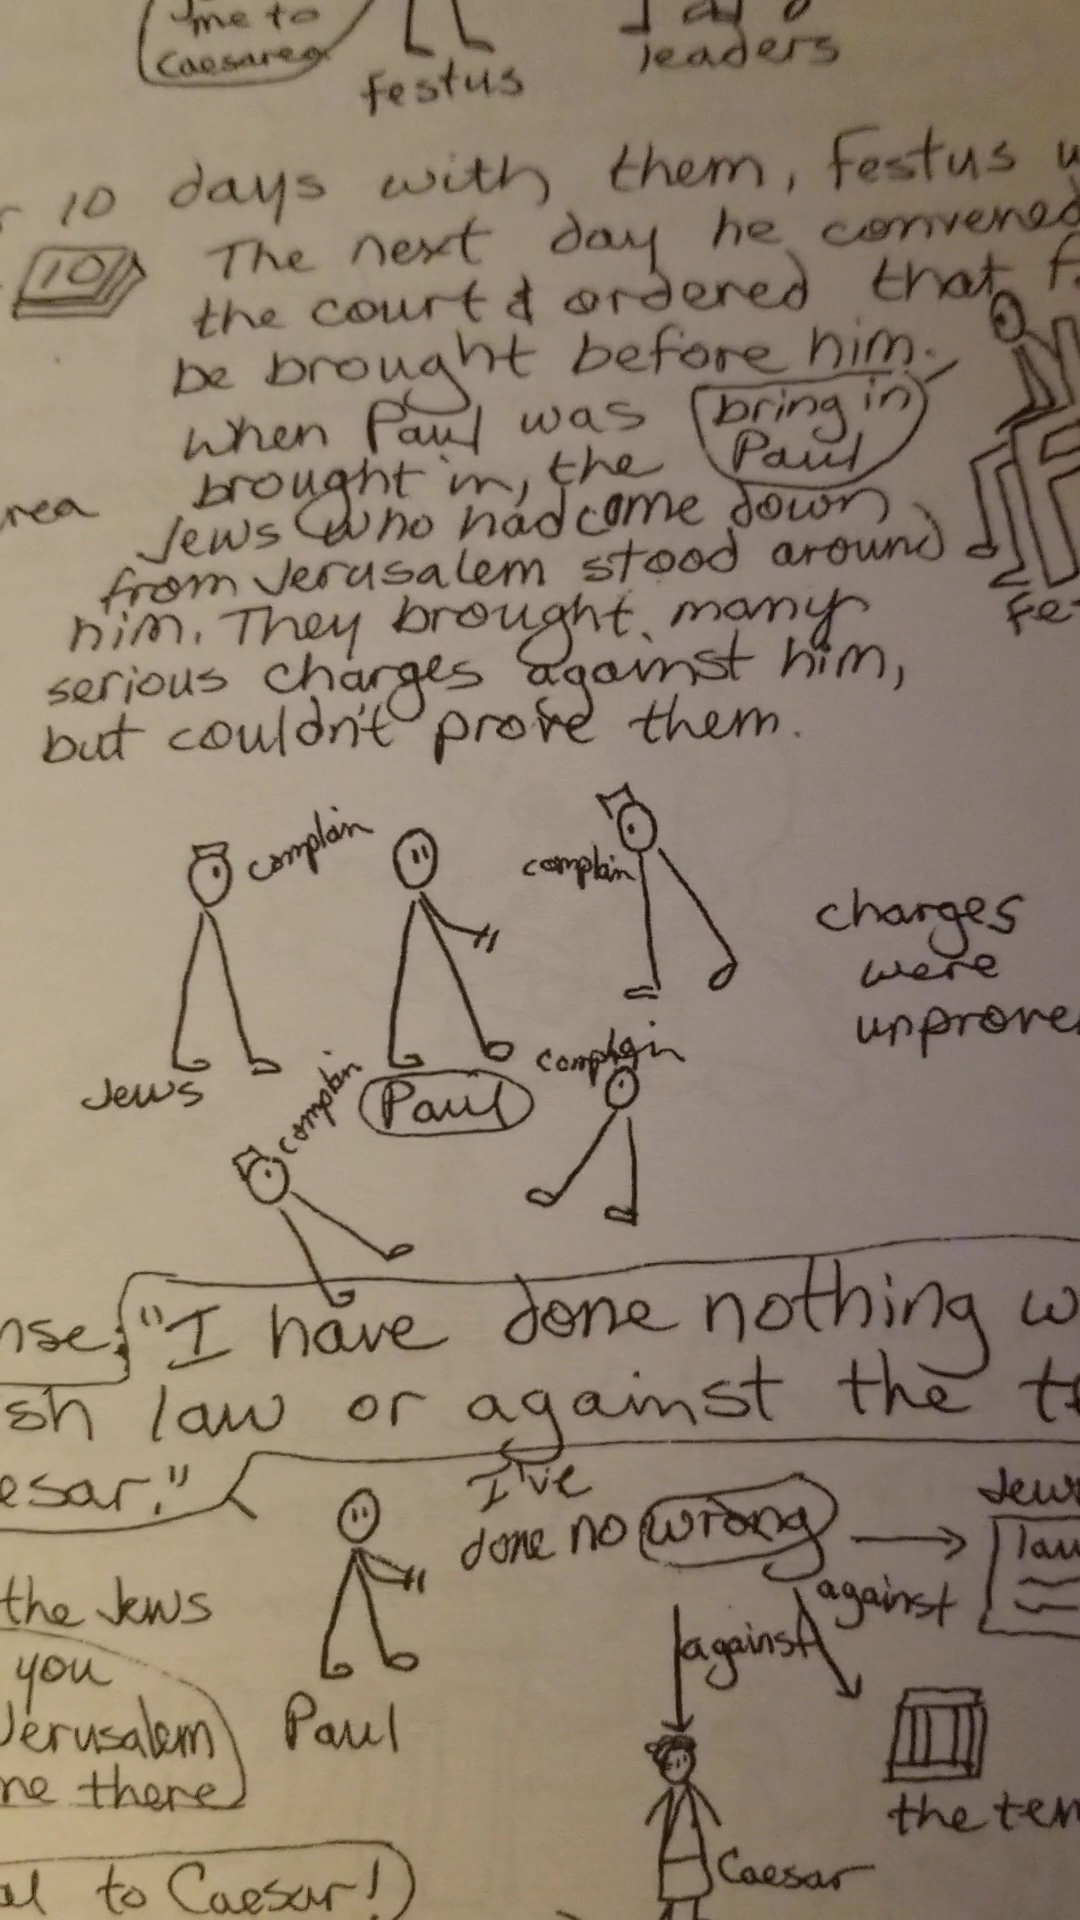 me to
Caesarea
festus
leaders
10 days with them, Festus
10
The next day he convened
the court & ordered that
be brought before him.
When Paul was
bring in
Paul
brought in, the
Jews who had come down
from Jerusalem stood around
him. They brought many
serious charges against him,
but couldn't prove them.
complain
complain
charges
were
Jews
Paul
complain
complain
"I have done nothing
law or against the
I've
done no wrong
law
against
against
the Jews
you
Jerusalem
there
Paul
the
Caesar
to Caesar!